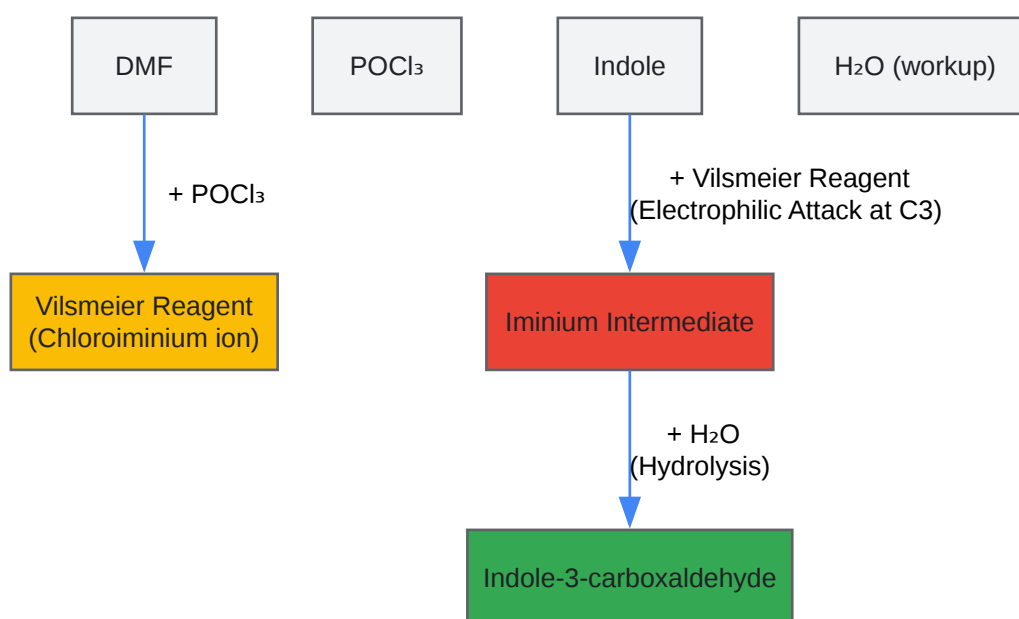 DMF
POCl₃
Indole
H₂O (workup)
+ POCl₃
+ Vilsmeier Reagent
(Electrophilic Attack at C3)
Vilsmeier Reagent
(Chloroiminium ion)
Iminium Intermediate
+ H₂O
(Hydrolysis)
Indole-3-carboxaldehyde